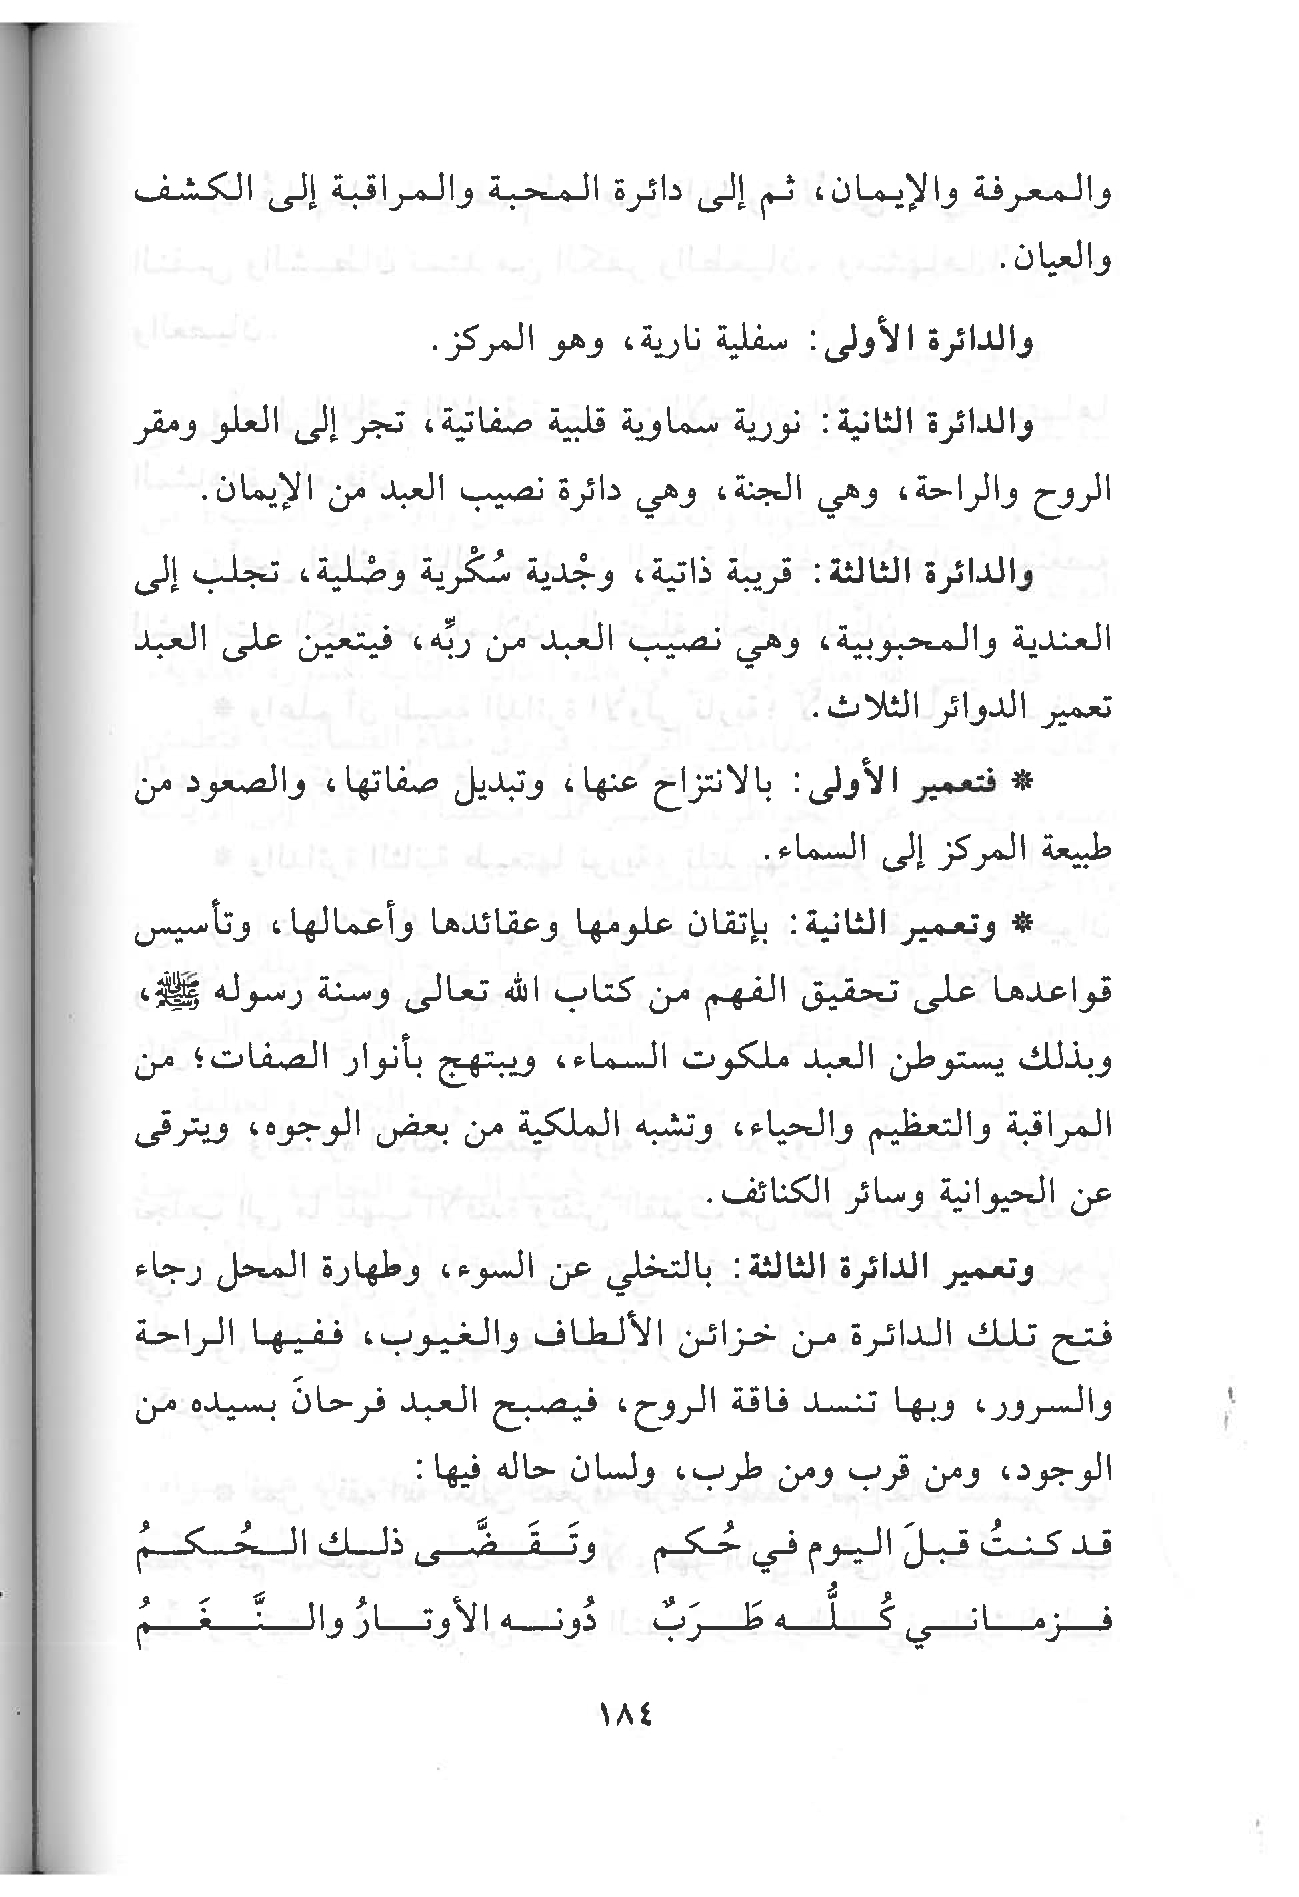 والمعرفة والإيمان، ثم إلى دائرة المحبة والمراقبة إلى الكشف
والعيان.
والدائرة الأولى: سفلية نارية، وهو المركز.
والدائرة الثانية: نورية سماوية قلبية صفاتية، تجر إلى العلو ومقر
الروح والراحة، وهي الجنة، وهي دائرة نصيب العبد من الإيمان.
والدائرة الثالثة: قريبة ذاتية، وجْدية سُكْرية وصْلية، تجلب إلى
العندية والمحبوبية، وهي نصيب العبد من ربِّه، فيتعين على العبد
تعمير الدوائر الثلاث.
* فتعمير الأولى: بالانتزاح عنها، وتبديل صفاتها، والصعود من
طبيعة المركز إلى السماء.
* وتعمير الثانية: بإتقان علومها وعقائدها وأعمالها، وتأسيس
قواعدها على تحقيق الفهم من كتاب الله تعالى وسنة رسوله ﷺ،
وبذلك يستوطن العبد ملكوت السماء، ويبتهج بأنوار الصفات؛ من
المراقبة والتعظيم والحياء، وتشبه الملكية من بعض الوجوه، ويترقى
عن الحيوانية وسائر الكنائف.
وتعمير الدائرة الثالثة: بالتخلي عن السوء، وطهارة المحل رجاء
فتح تلك الدائرة من خزائن الألطاف والغيوب، ففيها الراحة
والسرور، وبها تنسد فاقة الروح، فيصبح العبد فرحانَ بسيده من
الوجود، ومن قرب ومن طرب، ولسان حاله فيها:
قد كنتُ قبلَ اليوم في حُكم وتَقَضَّى ذلك الحُكمُ
فزماني كُلُّه طَرَبٌ دُونه الأوتارُ والنَّغَمُ
١٨٤